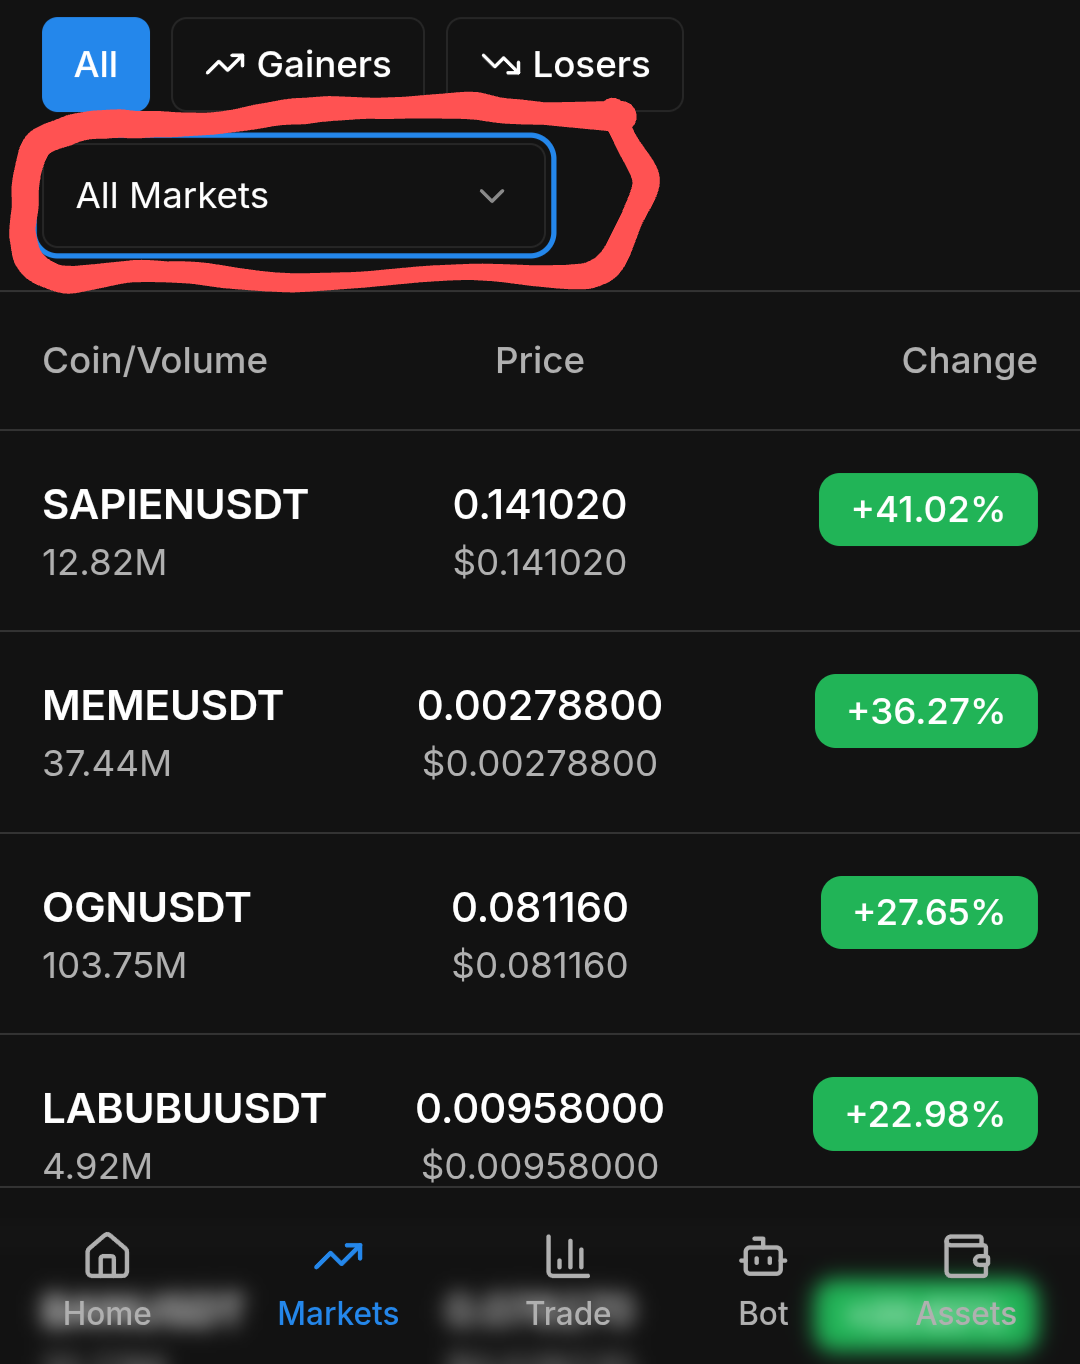 All Gainers Losers
All Markets
Coin/Volume Price Change
SAPIENUSDT 0.141020 +41.02%
12.82M $0.141020
MEMEUSDT 0.00278800 +36.27%
37.44M $0.00278800
OGNUSDT 0.081160 +27.65%
103.75M $0.081160
LABUBUUSDT 0.00958000 +22.98%
4.92M $0.00958000
Home Markets Trade Bot Assets